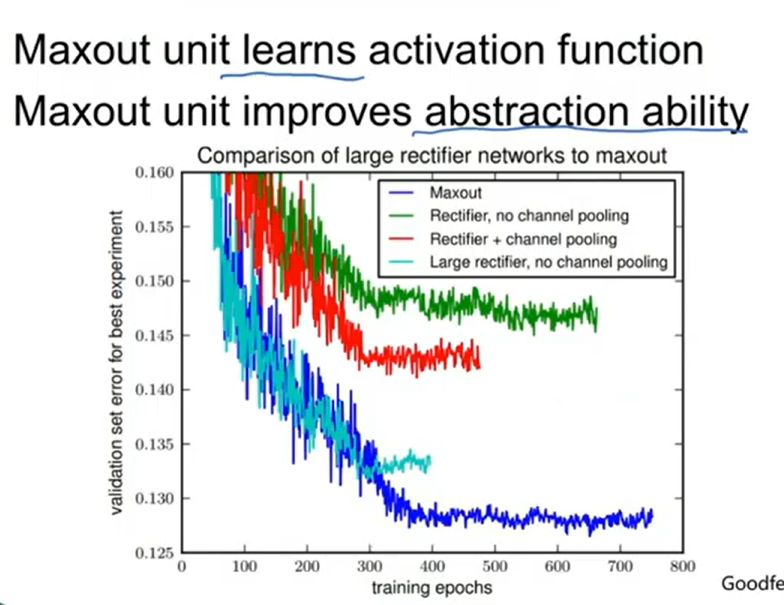 Maxout unit learns activation function
Maxout unit improves abstraction ability
Comparison of large rectifier networks to maxout
validation set error for best experiment
0.160
0.155
0.150
0.145
0.140
0.135
0.130
0.125
Maxout
Rectifier, no channel pooling
Rectifier + channel pooling
Large rectifier, no channel pooling
0 100 200 300 400 500 600 700 800
training epochs
Goodfe